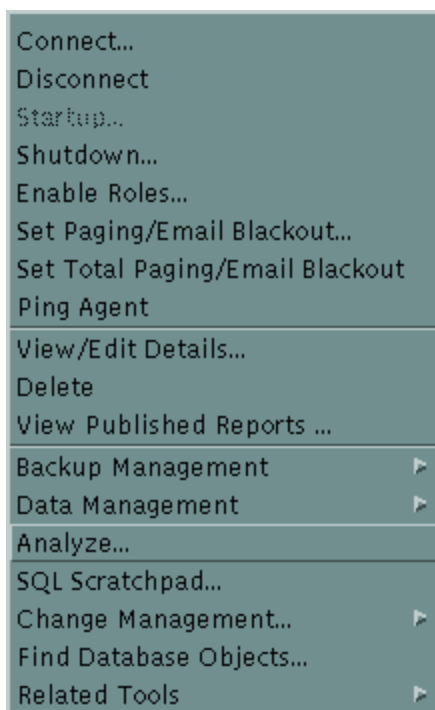 Connect...
Disconnect
Startup...
Shutdown...
Enable Roles...
Set Paging/Email Blackout...
Set Total Paging/Email Blackout
Ping Agent
View/Edit Details...
Delete
View Published Reports ...
Backup Management
Data Management
Analyze...
SQL Scratchpad...
Change Management...
Find Database Objects...
Related Tools